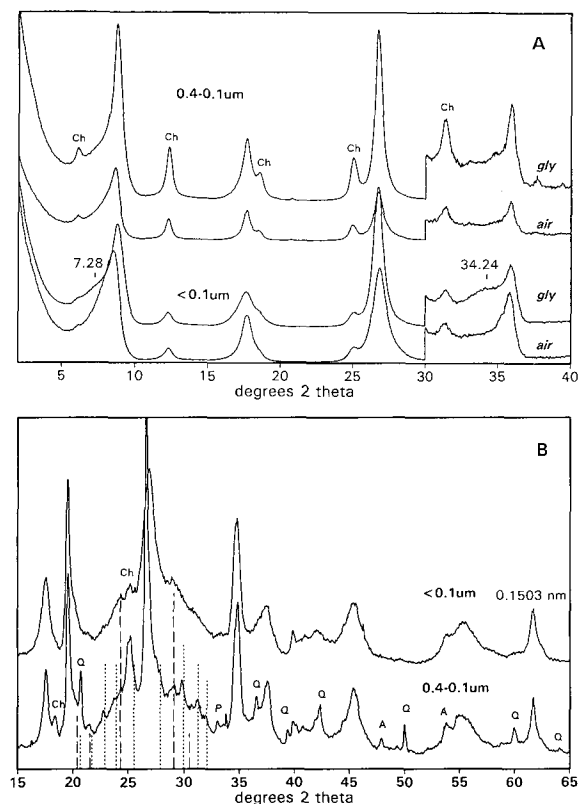 A
0.4-0.1um
Ch
Ch
Ch
Ch
Ch
gly
air
7.28
34.24
<0.1um
gly
air
5 10 15 20 25 30 35 40
degrees 2 theta
B
Ch
<0.1um
0.1503 nm
0.4-0.1um
Ch
Q
P
Q
Q
Q
A
Q
A
Q
Q
15 20 25 30 35 40 45 50 55 60 65
degrees 2 theta